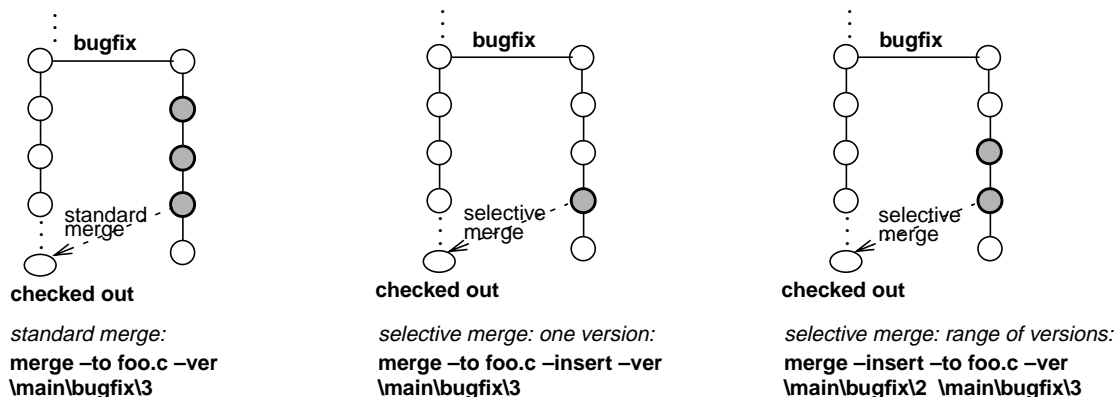 bugfix
standard
merge
checked out
standard merge:
merge –to foo.c –ver
\main\bugfix\3
bugfix
selective
merge
checked out
selective merge: one version:
merge –to foo.c –insert –ver
\main\bugfix\3
bugfix
selective
merge
checked out
selective merge: range of versions:
merge –insert –to foo.c –ver
\main\bugfix\2 \main\bugfix\3